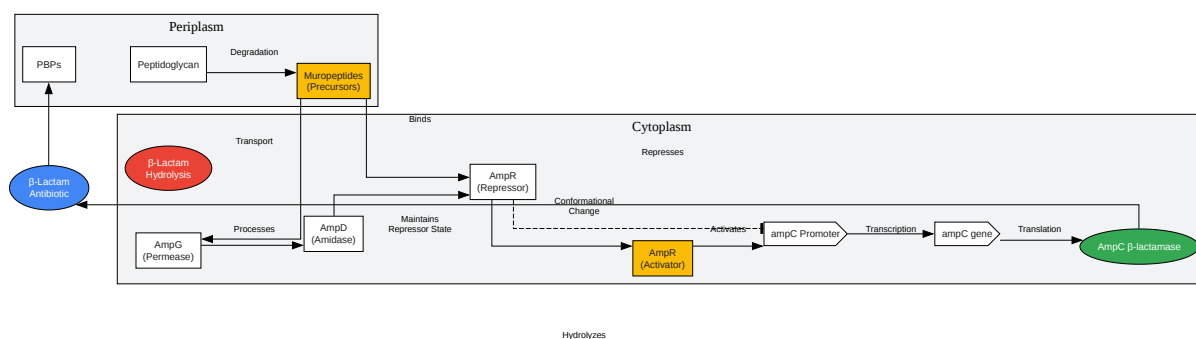 Periplasm
PBPs
Peptidoglycan
Degradation
Muropeptides
(Precursors)
Binds
Cytoplasm
Transport
Represses
β-Lactam
Hydrolysis
β-Lactam
Antibiotic
AmpR
(Repressor)
Conformational
Change
AmpD
(Amidase)
Maintains
Repressor State
Processes
AmpG
(Permease)
AmpR
(Activator)
Activates
ampC Promoter
Transcription
ampC gene
Translation
AmpC β-lactamase
Hydrolyzes